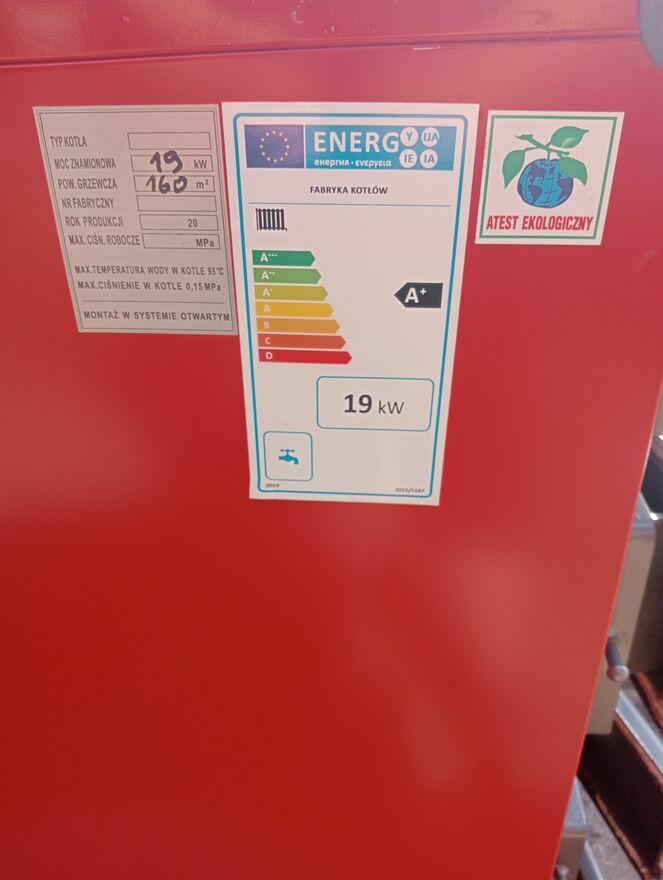 TYP KOTŁA
MOC ZNAMIONOWA 19 kW
POW. GRZEWCZA 160 m²
NR FABRYCZNY
ROK PRODUKCJI 20
MAX. CIŚN. ROBOCZE MPa
MAX.TEMPERATURA WODY W KOTLE 95°C
MAX.CIŚNIENIE W KOTLE 0,15MPa
MONTAŻ W SYSTEMIE OTWARTYM
ENERG Y IJA
енергия · ενεργεια IE IA
FABRYKA KOTŁÓW
A+++
A++
A+
A
B
C
D
A+
19 kW
2019 2015/1187
ATEST EKOLOGICZNY